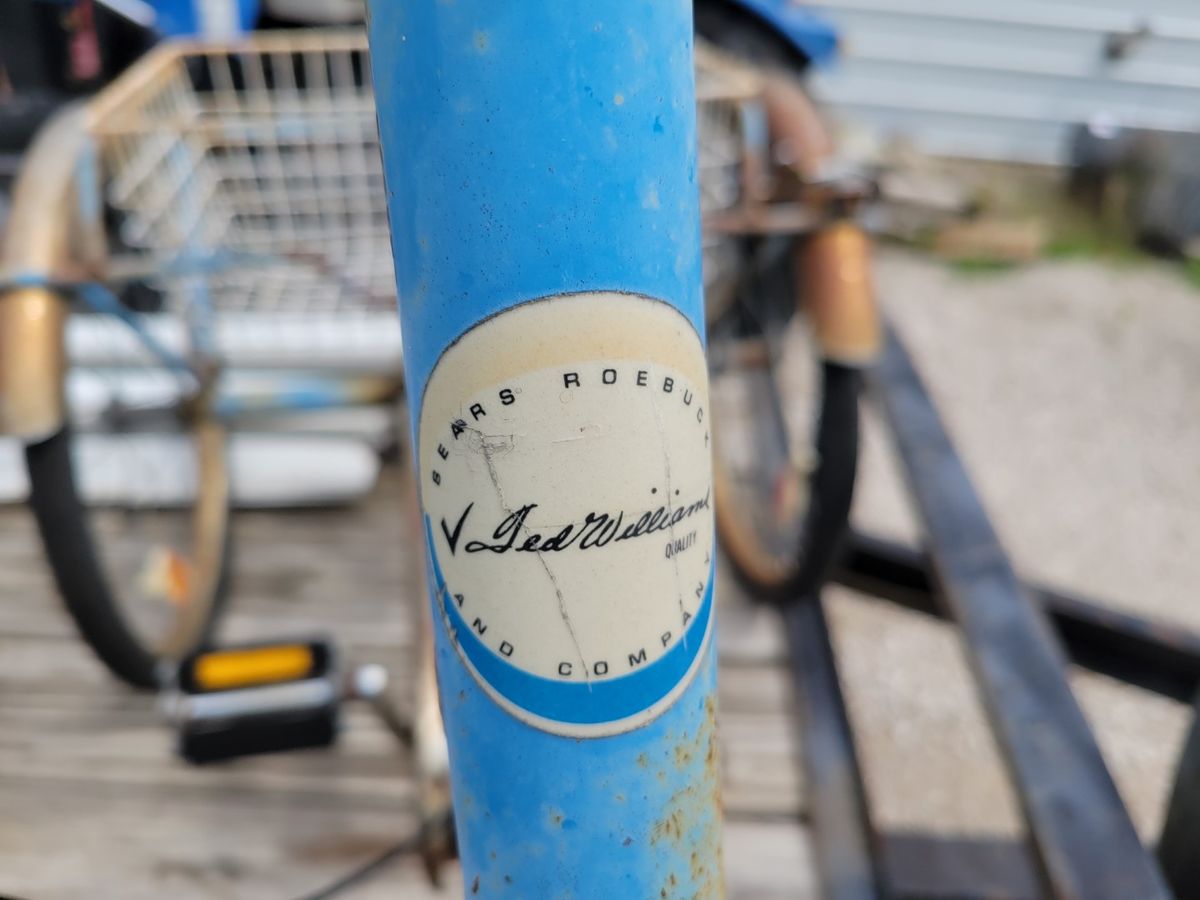 SEARS ROEBUCK
Ted Williams
QUALITY
AND COMPANY